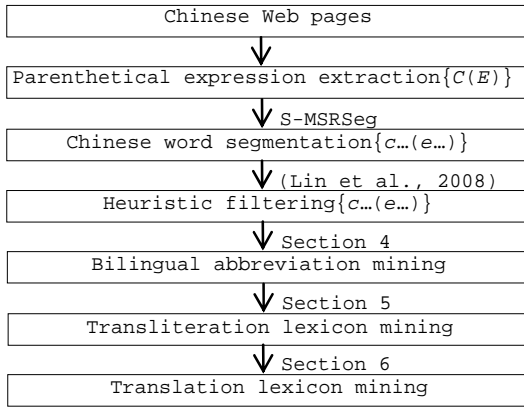 Chinese Web pages
Parenthetical expression extraction{C(E)}
S-MSRSeg
Chinese word segmentation{c…(e…)}
(Lin et al., 2008)
Heuristic filtering{c…(e…)}
Section 4
Bilingual abbreviation mining
Section 5
Transliteration lexicon mining
Section 6
Translation lexicon mining